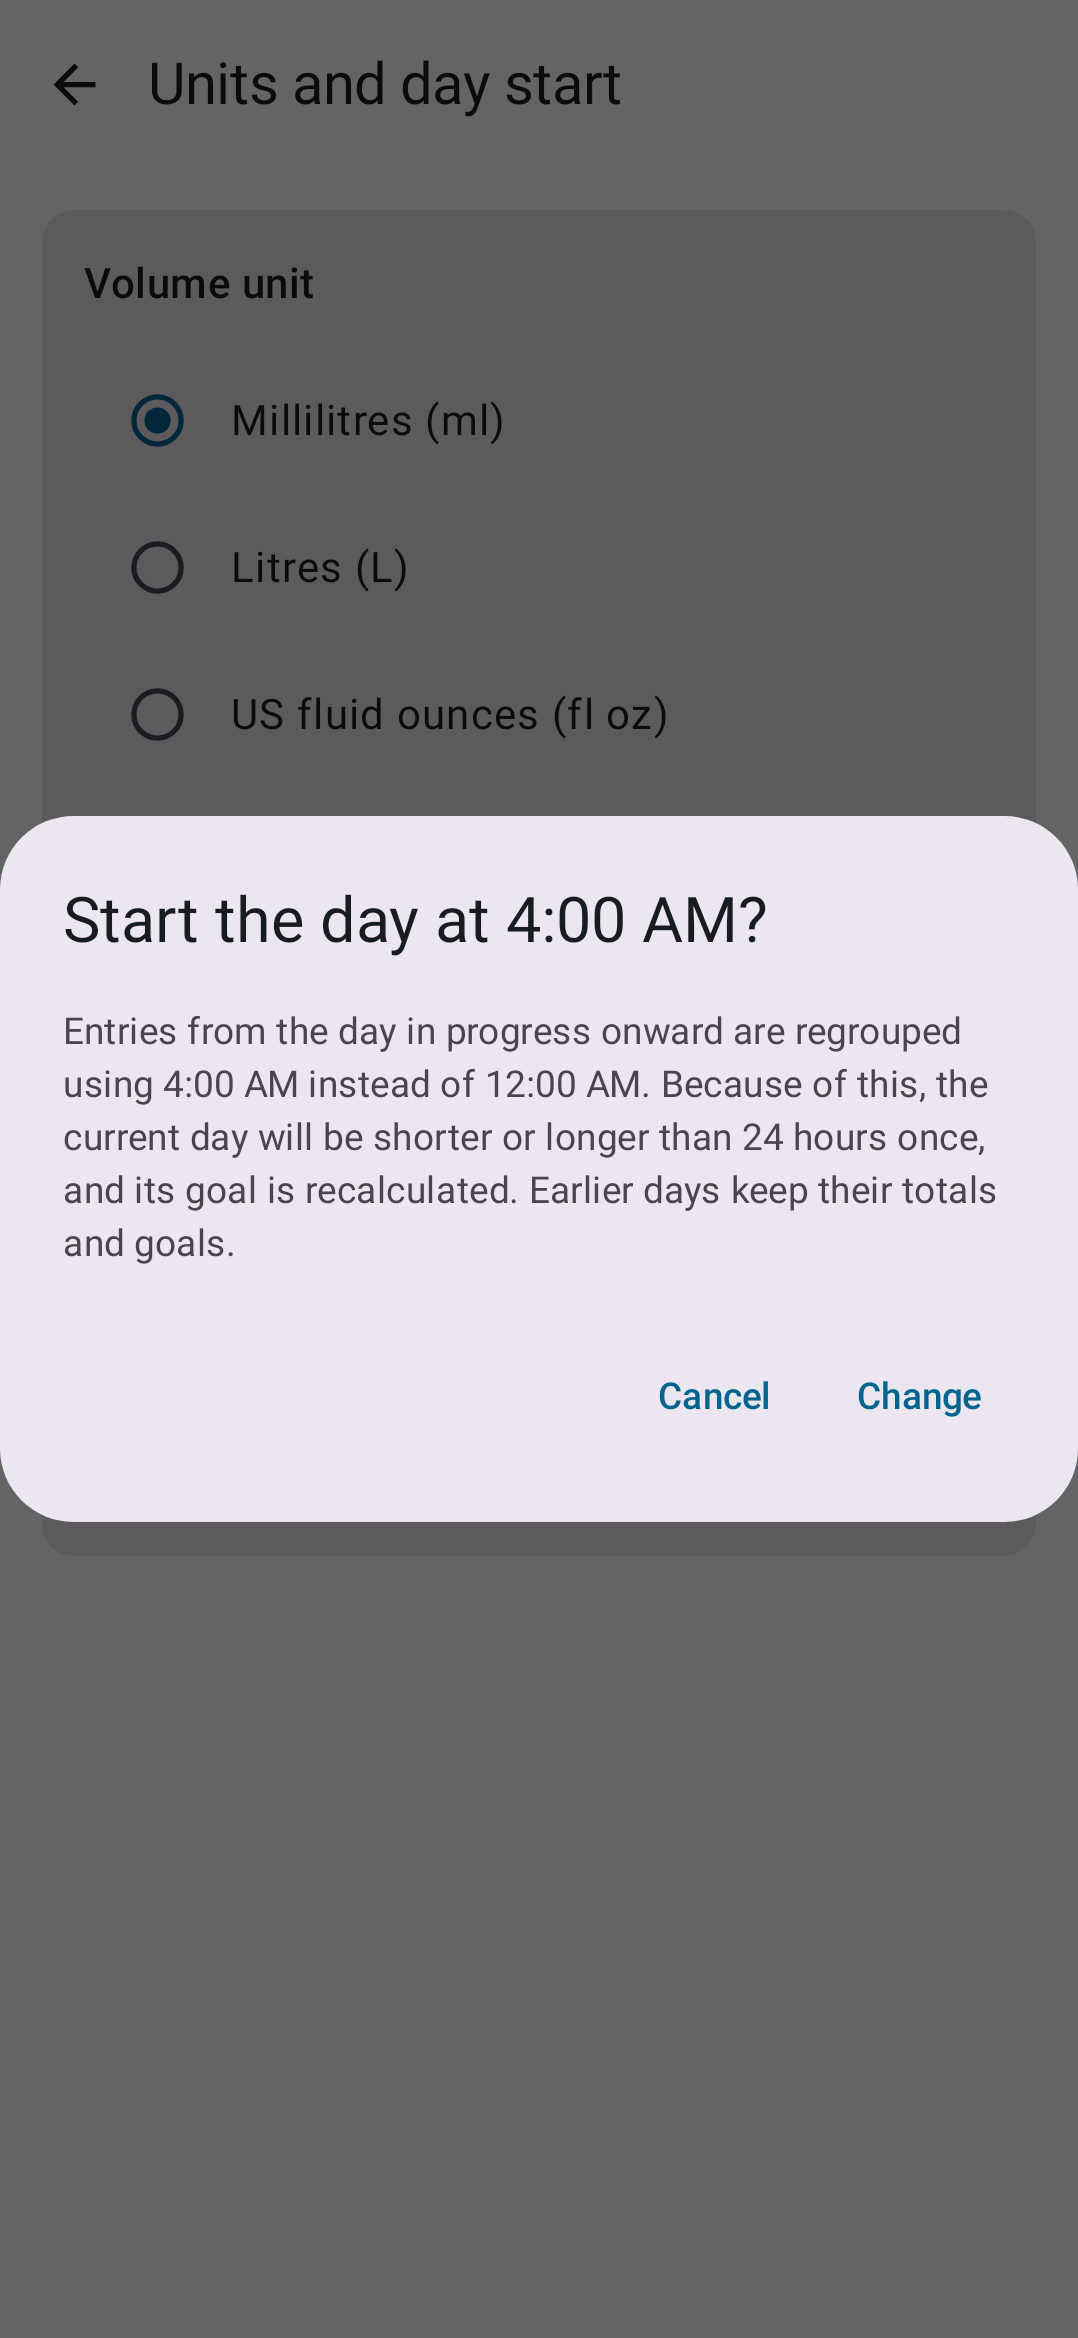 Units and day start
Volume unit
Millilitres (ml)
Litres (L)
US fluid ounces (fl oz)
Start the day at 4:00 AM?
Entries from the day in progress onward are regrouped
using 4:00 AM instead of 12:00 AM. Because of this, the
current day will be shorter or longer than 24 hours once,
and its goal is recalculated. Earlier days keep their totals
and goals.
Cancel
Change